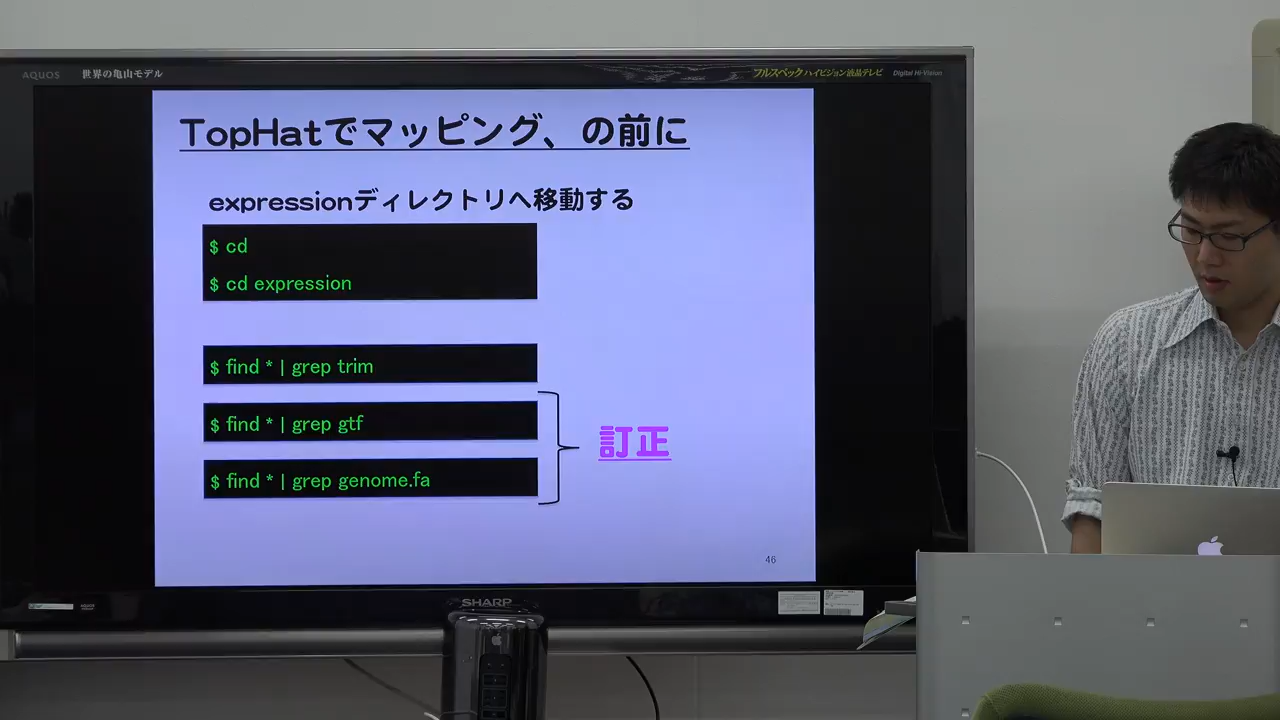 AQUOS 世界の亀山モデル フルスペックハイビジョン液晶テレビ Digital Hi-Vision
TopHatでマッピング、の前に
expressionディレクトリへ移動する
$ cd
$ cd expression
$ find * | grep trim
$ find * | grep gtf
$ find * | grep genome.fa
訂正
46
SHARP